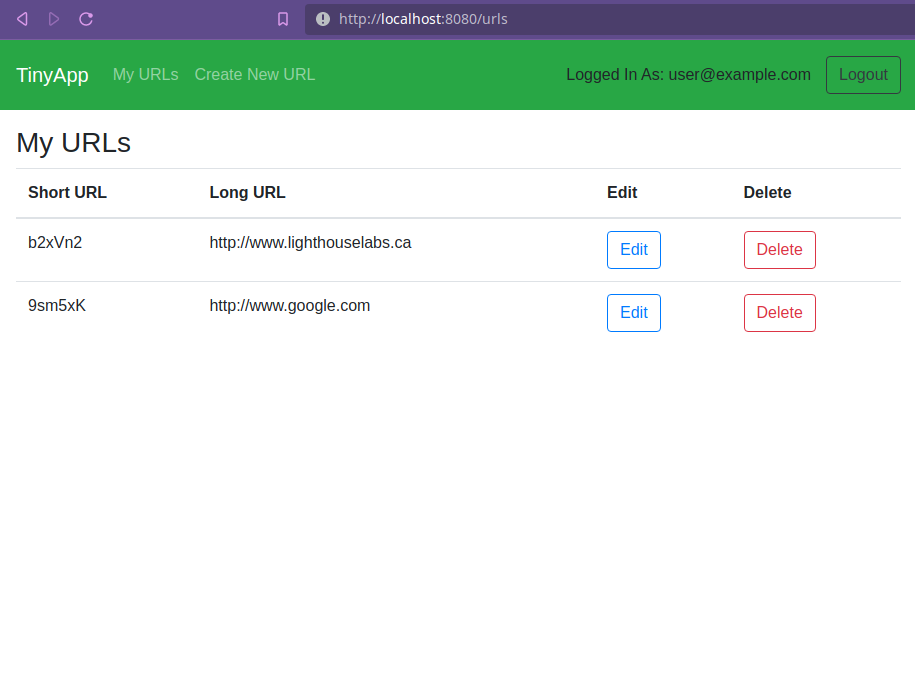 http://localhost:8080/urls
TinyApp My URLs Create New URL Logged In As: user@example.com Logout
My URLs
Short URL Long URL Edit Delete
b2xVn2 http://www.lighthouselabs.ca Edit Delete
9sm5xK http://www.google.com Edit Delete